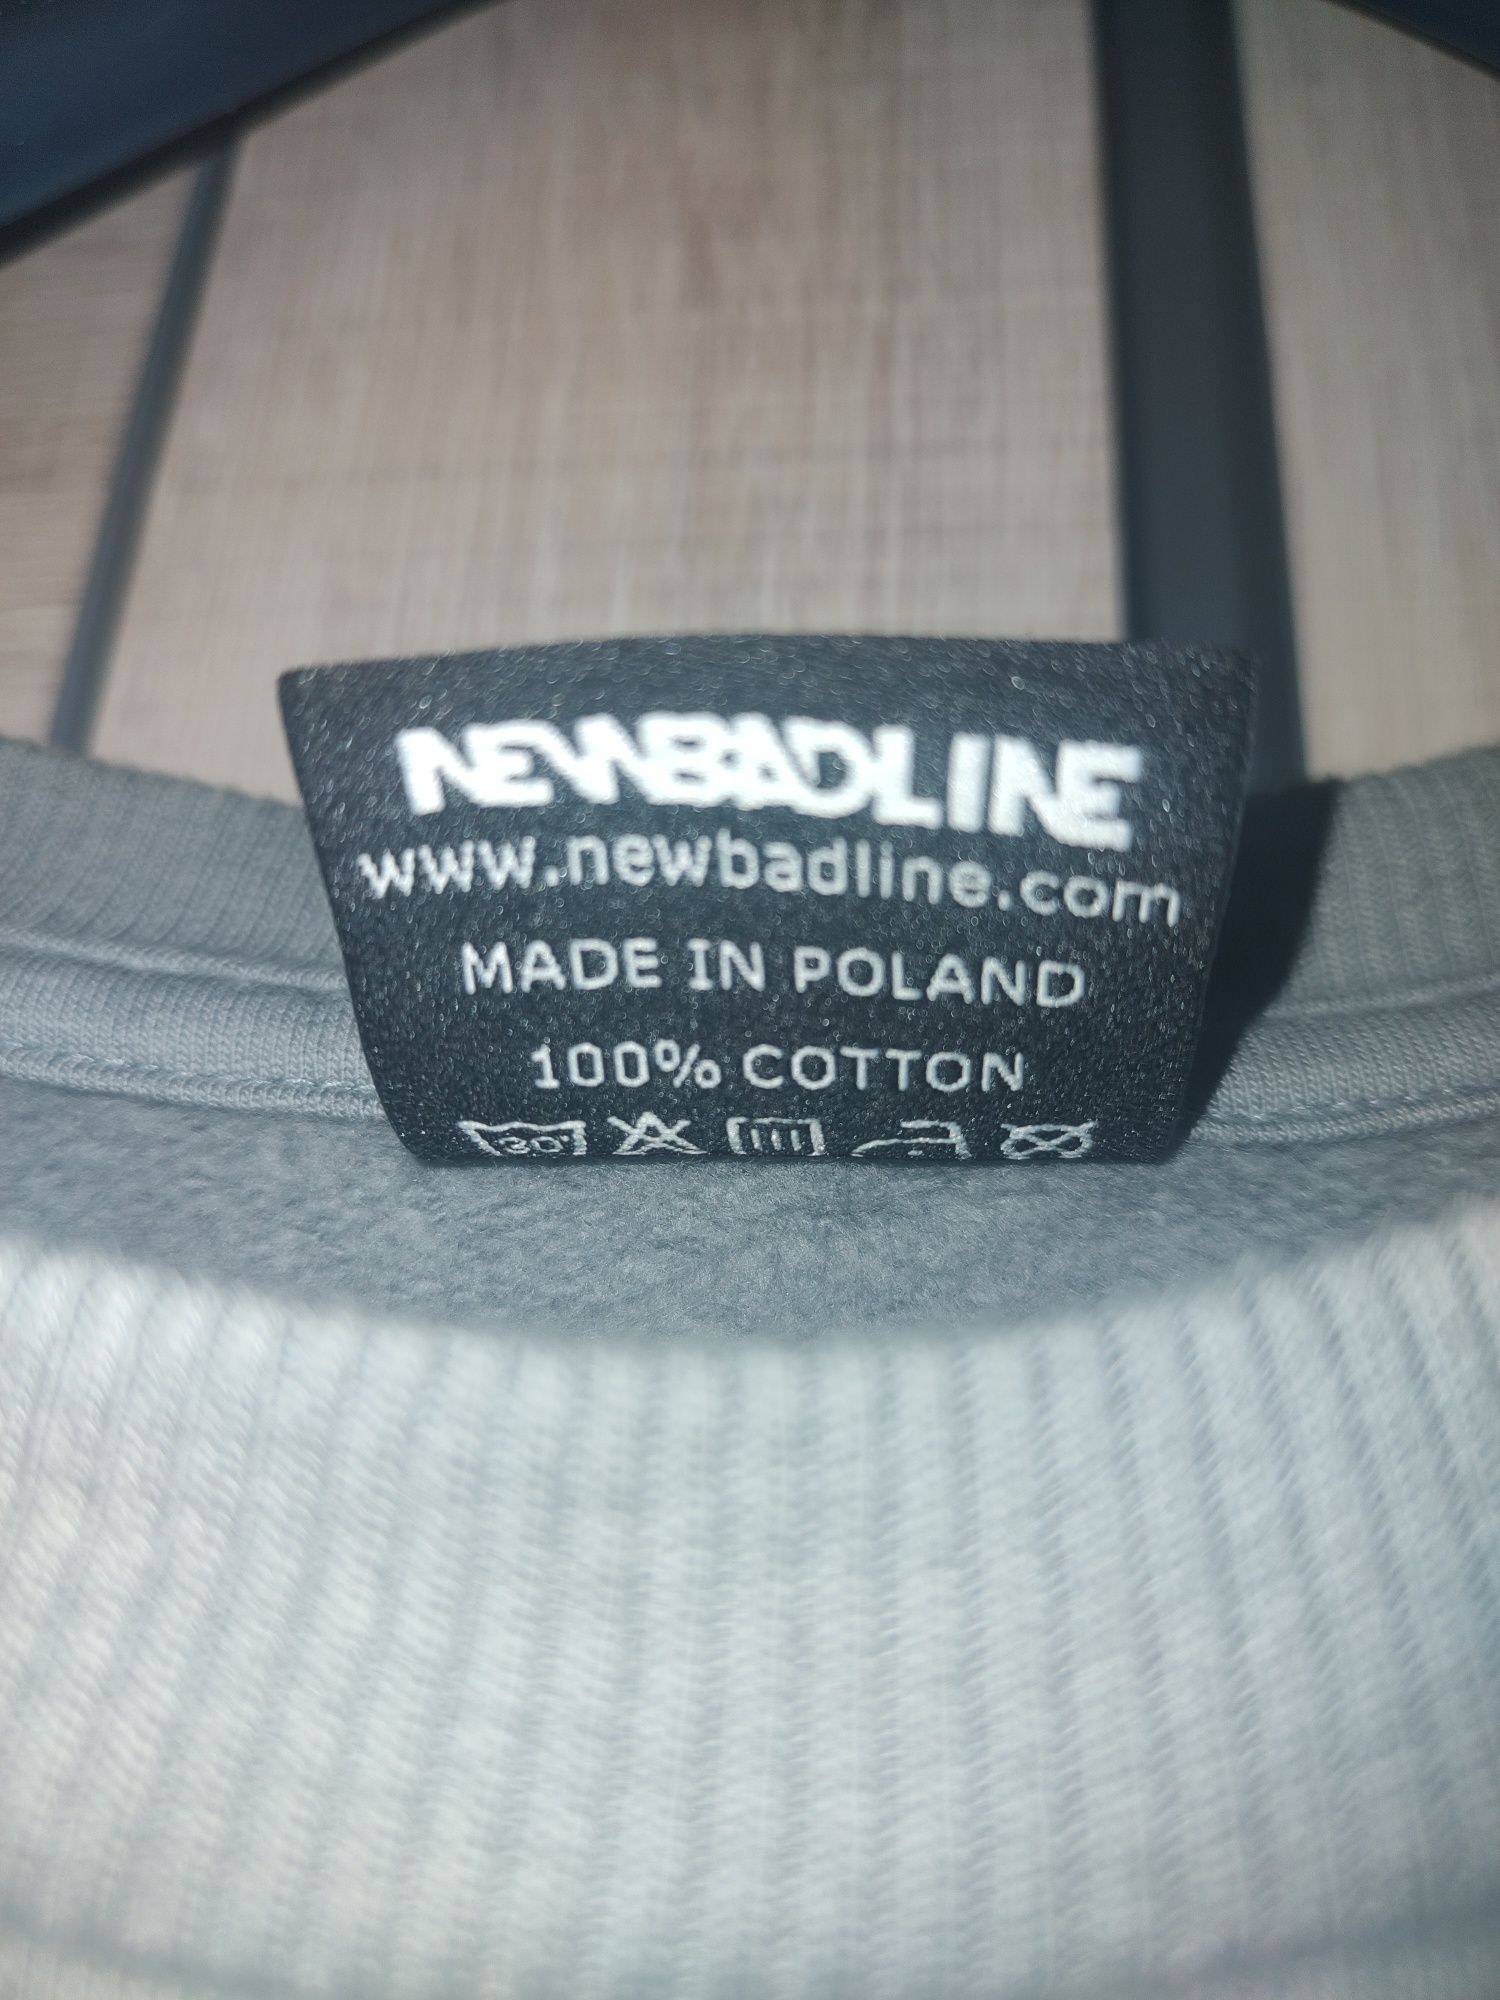 NEWBADLINE
www.newbadline.com
MADE IN POLAND
100% COTTON
30°